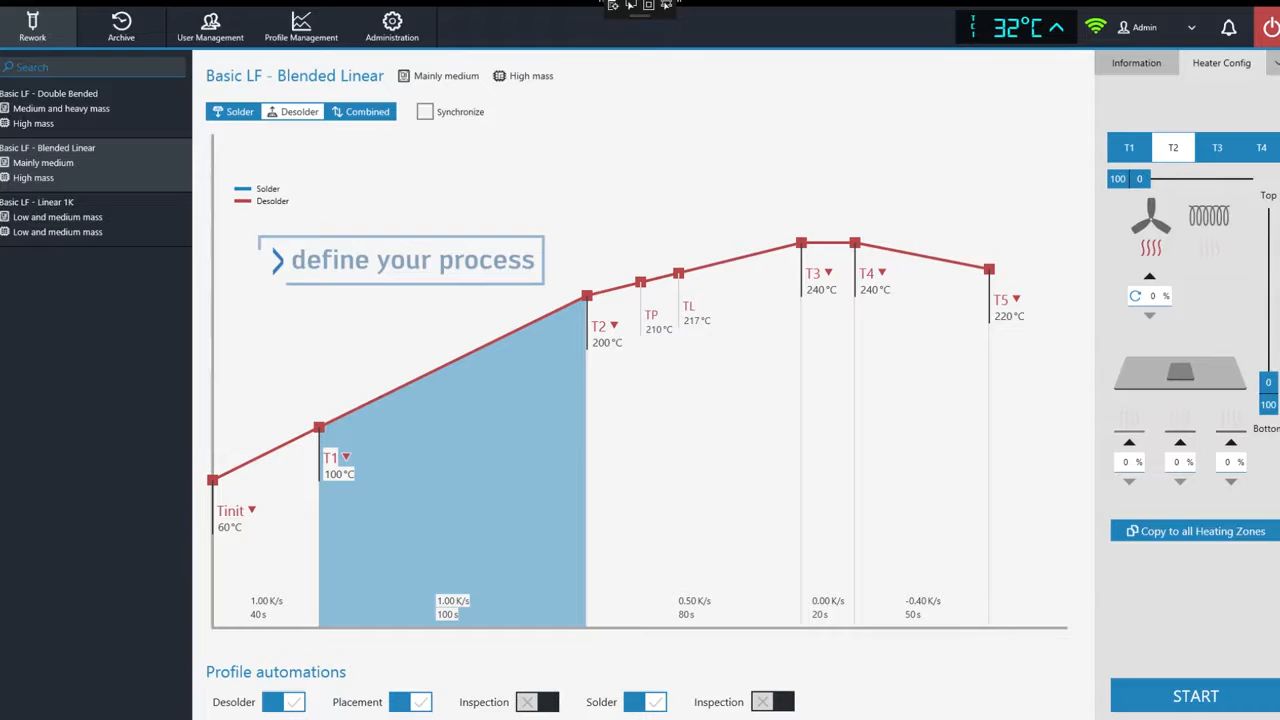 Rework
Archive
User Management
Profile Management
Administration
32°C
Admin
Search
Basic LF - Double Bended
Medium and heavy mass
High mass
Basic LF - Blended Linear
Mainly medium
High mass
Basic LF - Linear 1K
Low and medium mass
Low and medium mass
Basic LF - Blended Linear
Mainly medium
High mass
Solder
Desolder
Combined
Synchronize
Solder
Desolder
define your process
Tinit
60°C
T1
100°C
T2
200°C
TP
210°C
TL
217°C
T3
240°C
T4
240°C
T5
220°C
1.00 K/s
40 s
1.00 K/s
100 s
0.50 K/s
80 s
0.00 K/s
20 s
-0.40 K/s
50 s
Profile automations
Desolder
Placement
Inspection
Solder
Inspection
Information
Heater Config
T1
T2
T3
T4
100 0
Top
0 %
0
100
Bottom
0 %
0 %
0 %
Copy to all Heating Zones
START